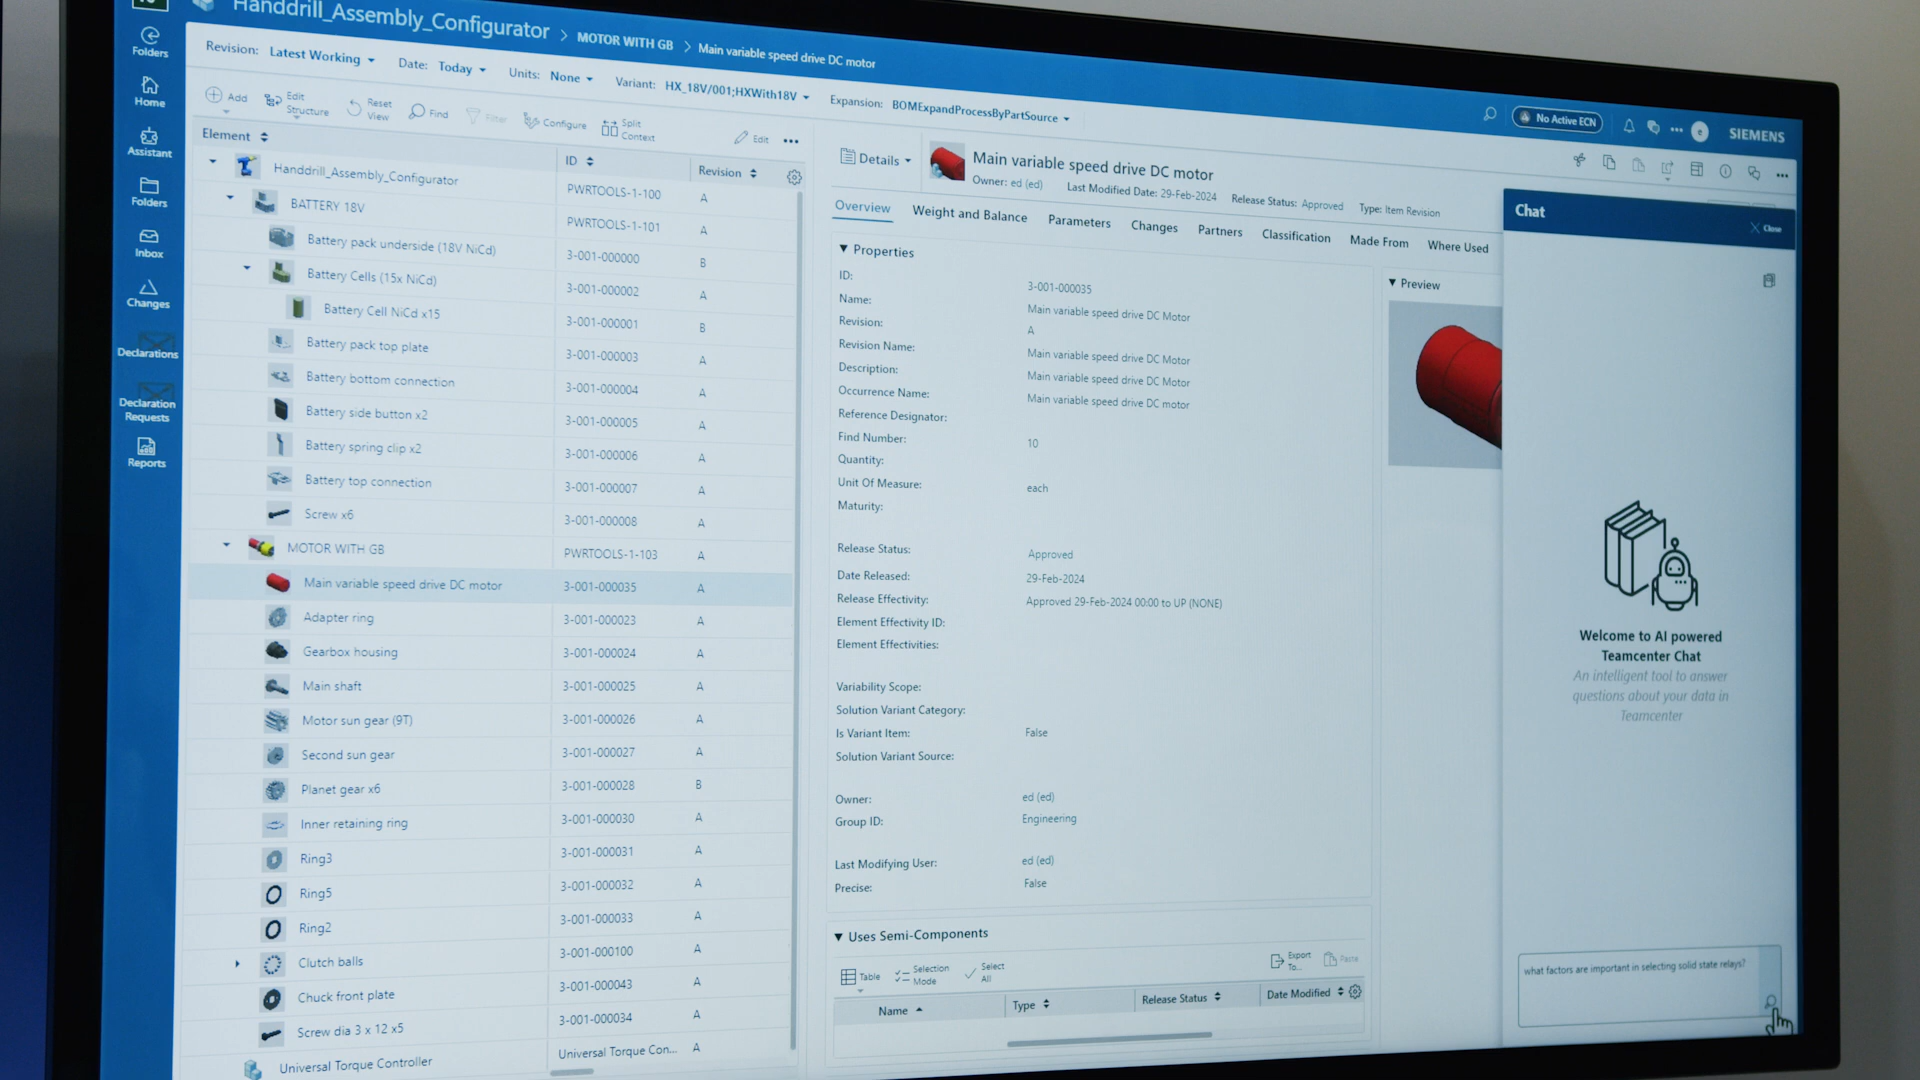 Handdrill_Assembly_Configurator > MOTOR WITH GB > Main variable speed drive DC motor
Revision: Latest Working Date: Today Units: None Variant: HX_18V/001;HXWith18V Expansion: BOMExpandProcessByPartSource
No Active ECN
SIEMENS
Folders
Home
Assistant
Folders
Inbox
Changes
Declarations
Declaration
Requests
Reports
Add
Edit
Structure
Reset
View
Find
Filter
Configure
Split
Context
Edit
Element ID Revision
Handdrill_Assembly_Configurator PWRTOOLS-1-100 A
BATTERY 18V PWRTOOLS-1-101 A
Battery pack underside (18V NiCd) 3-001-000000 B
Battery Cells (15x NiCd) 3-001-000002 A
Battery Cell NiCd x15 3-001-000001 B
Battery pack top plate 3-001-000003 A
Battery bottom connection 3-001-000004 A
Battery side button x2 3-001-000005 A
Battery spring clip x2 3-001-000006 A
Battery top connection 3-001-000007 A
Screw x6 3-001-000008 A
MOTOR WITH GB PWRTOOLS-1-103 A
Main variable speed drive DC motor 3-001-000035 A
Adapter ring 3-001-000023 A
Gearbox housing 3-001-000024 A
Main shaft 3-001-000025 A
Motor sun gear (9T) 3-001-000026 A
Second sun gear 3-001-000027 A
Planet gear x6 3-001-000028 B
Inner retaining ring 3-001-000030 A
Ring3 3-001-000031 A
Ring5 3-001-000032 A
Ring2 3-001-000033 A
Clutch balls 3-001-000100 A
Chuck front plate 3-001-000043 A
Screw dia 3 x 12 x5 3-001-000034 A
Universal Torque Controller Universal Torque Con... A
Details
Main variable speed drive DC motor
Owner: ed (ed) Last Modified Date: 29-Feb-2024 Release Status: Approved Type: Item Revision
Overview Weight and Balance Parameters Changes Partners Classification Made From Where Used
Properties
ID: 3-001-000035
Name: Main variable speed drive DC Motor
Revision: A
Revision Name: Main variable speed drive DC Motor
Description: Main variable speed drive DC Motor
Occurrence Name: Main variable speed drive DC motor
Reference Designator:
Find Number: 10
Quantity:
Unit Of Measure: each
Maturity:
Release Status: Approved
Date Released: 29-Feb-2024
Release Effectivity: Approved 29-Feb-2024 00:00 to UP (NONE)
Element Effectivity ID:
Element Effectivities:
Variability Scope:
Solution Variant Category:
Is Variant Item: False
Solution Variant Source:
Owner: ed (ed)
Group ID: Engineering
Last Modifying User: ed (ed)
Precise: False
Preview
Uses Semi-Components
Table
Selection
Mode
Select
All
Export
To...
Paste
Name Type Release Status Date Modified
Chat
Close
Welcome to AI powered
Teamcenter Chat
An intelligent tool to answer
questions about your data in
Teamcenter
what factors are important in selecting solid state relays?